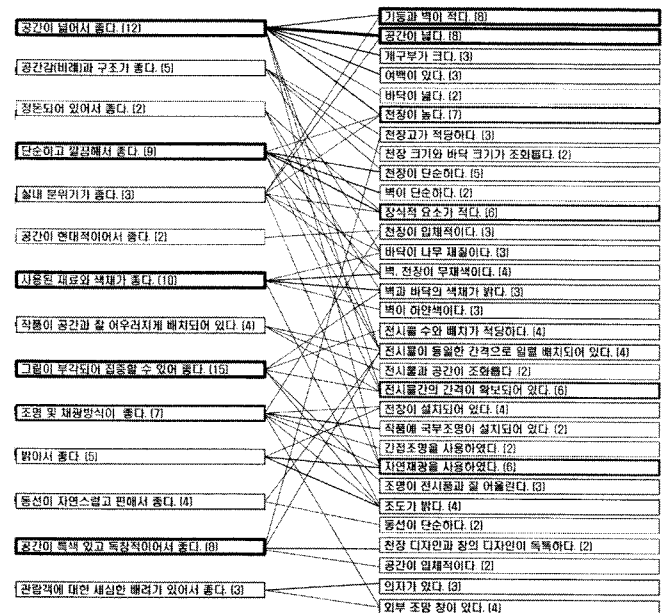 공간이 넓어서 좋다. (12)
공간감(비례)과 구조가 좋다. (5)
정돈되어 있어서 좋다. (2)
단순하고 깔끔해서 좋다. (9)
실내 분위기가 좋다. (3)
공간이 현대적이어서 좋다. (2)
사용된 재료와 색채가 좋다. (10)
작품이 공간과 잘 어우러지게 배치되어 있다. (4)
그림이 부각되어 집중할 수 있어 좋다. (15)
조명 및 채광방식이 좋다. (7)
밝아서 좋다. (5)
동선이 자연스럽고 편해서 좋다. (4)
공간이 특색 있고 독창적이어서 좋다. (8)
관람객에 대한 세심한 배려가 있어서 좋다. (3)
기둥과 벽이 적다. (8)
공간이 넓다. (8)
개구부가 크다. (3)
여백이 있다. (3)
바닥이 넓다. (2)
천장이 높다. (7)
천장고가 적당하다. (3)
천장 크기와 바닥 크기가 조화롭다. (2)
천장이 단순하다. (5)
벽이 단순하다. (2)
장식적 요소가 적다. (6)
천장이 입체적이다. (3)
바닥이 나무 재질이다. (3)
벽, 천장이 무채색이다. (4)
벽과 바닥의 색채가 밝다. (3)
벽이 하얀색이다. (3)
전시물 수와 배치가 적당하다. (4)
전시물이 동일한 간격으로 일렬 배치되어 있다. (4)
전시물과 공간이 조화롭다 (2)
전시물간의 간격이 확보되어 있다. (6)
전장이 설치되어 있다. (4)
작품에 국부조명이 설치되어 있다 (2)
간접조명을 사용하였다. (2)
자연채광을 사용하였다. (6)
조명이 전시품과 잘 어울린다. (3)
조도가 밝다. (4)
동선이 단순하다. (2)
천장 디자인과 창의 디자인이 독특하다. (2)
공간이 입체적이다 (2)
의자가 있다. (3)
외부 조망 창이 있다. (4)